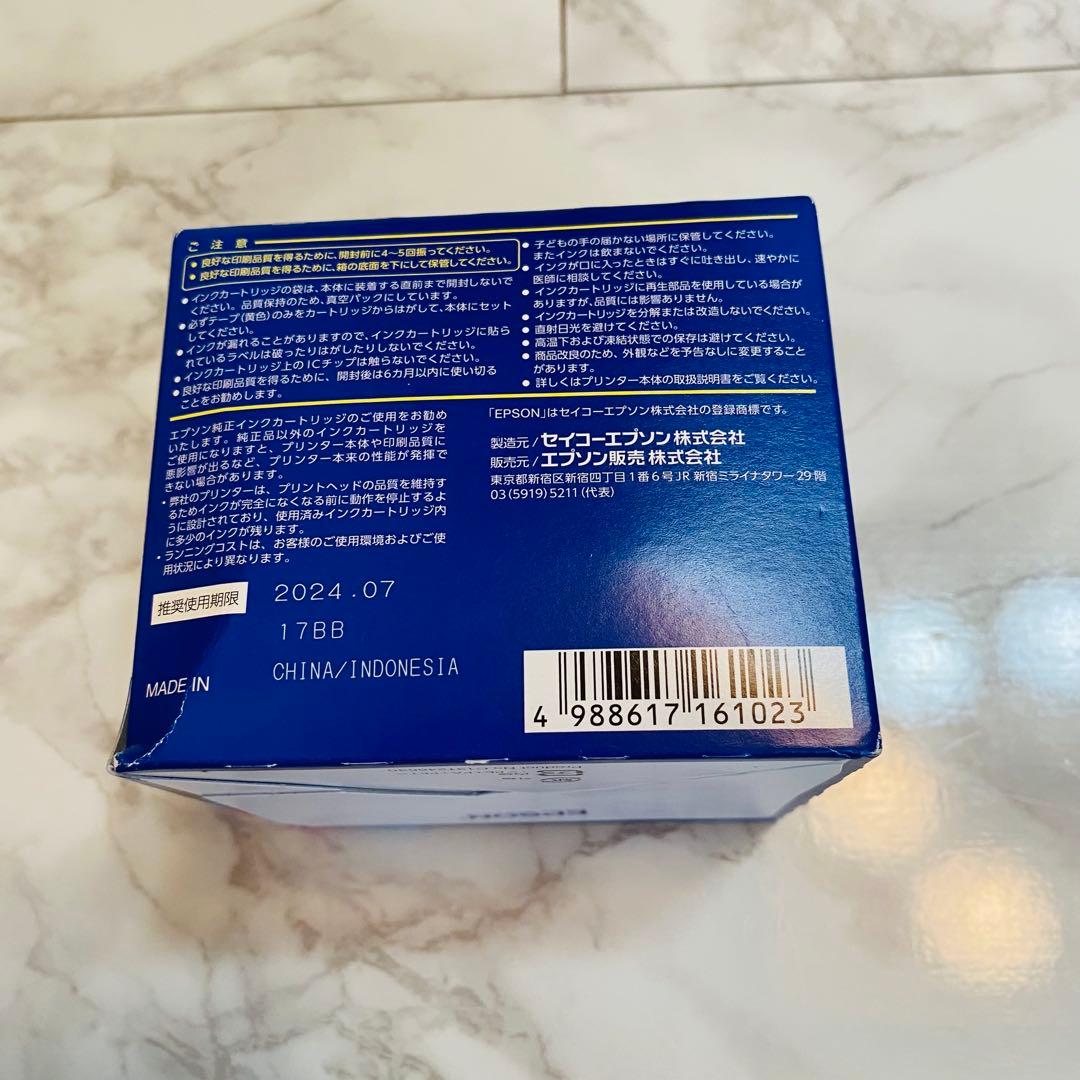 ご注意
● 良好な印刷品質を得るために、開封前に4～5回振ってください。
● 良好な印刷品質を得るために、箱の底面を下にして保管してください。
● インクカートリッジの袋は、本体に装着する直前まで開封しないで
ください。品質保持のため、真空パックにしています。
● 必ずテープ(黄色)のみをカートリッジからはがして、本体にセット
してください。
● インクが漏れることがありますので、インクカートリッジに貼ら
れているラベルは破ったりはがしたりしないでください。
● インクカートリッジ上のICチップは触らないでください。
● 良好な印刷品質を得るために、開封後は6カ月以内に使い切る
ことをお勧めします。
● 子どもの手の届かない場所に保管してください。
またインクは飲まないでください。
● インクが口に入ったときはすぐに吐き出し、速やかに
医師に相談してください。
● インクカートリッジに再生部品を使用している場合が
ありますが、品質には影響ありません。
● インクカートリッジを分解または改造しないでください。
● 直射日光を避けてください。
● 高温下および凍結状態での保存は避けてください。
● 商品改良のため、外観などを予告なしに変更すること
があります。
● 詳しくはプリンター本体の取扱説明書をご覧ください。
エプソン純正インクカートリッジのご使用をお勧め
いたします。純正品以外のインクカートリッジを
ご使用になりますと、プリンター本体や印刷品質に
悪影響が出るなど、プリンター本来の性能が発揮で
きない場合があります。
・弊社のプリンターは、プリントヘッドの品質を維持す
るためインクが完全になくなる前に動作を停止するよ
うに設計されており、使用済みインクカートリッジ内
に多少のインクが残ります。
・ランニングコストは、お客様のご使用環境およびご使
用状況により異なります。
「EPSON」はセイコーエプソン株式会社の登録商標です。
製造元/セイコーエプソン株式会社
販売元/エプソン販売株式会社
東京都新宿区新宿四丁目1番6号JR新宿ミライナタワー29階
03(5919)5211(代表)
推奨使用期限 2024.07
17BB
MADE IN CHINA/INDONESIA
4 988617 161023
EPSON